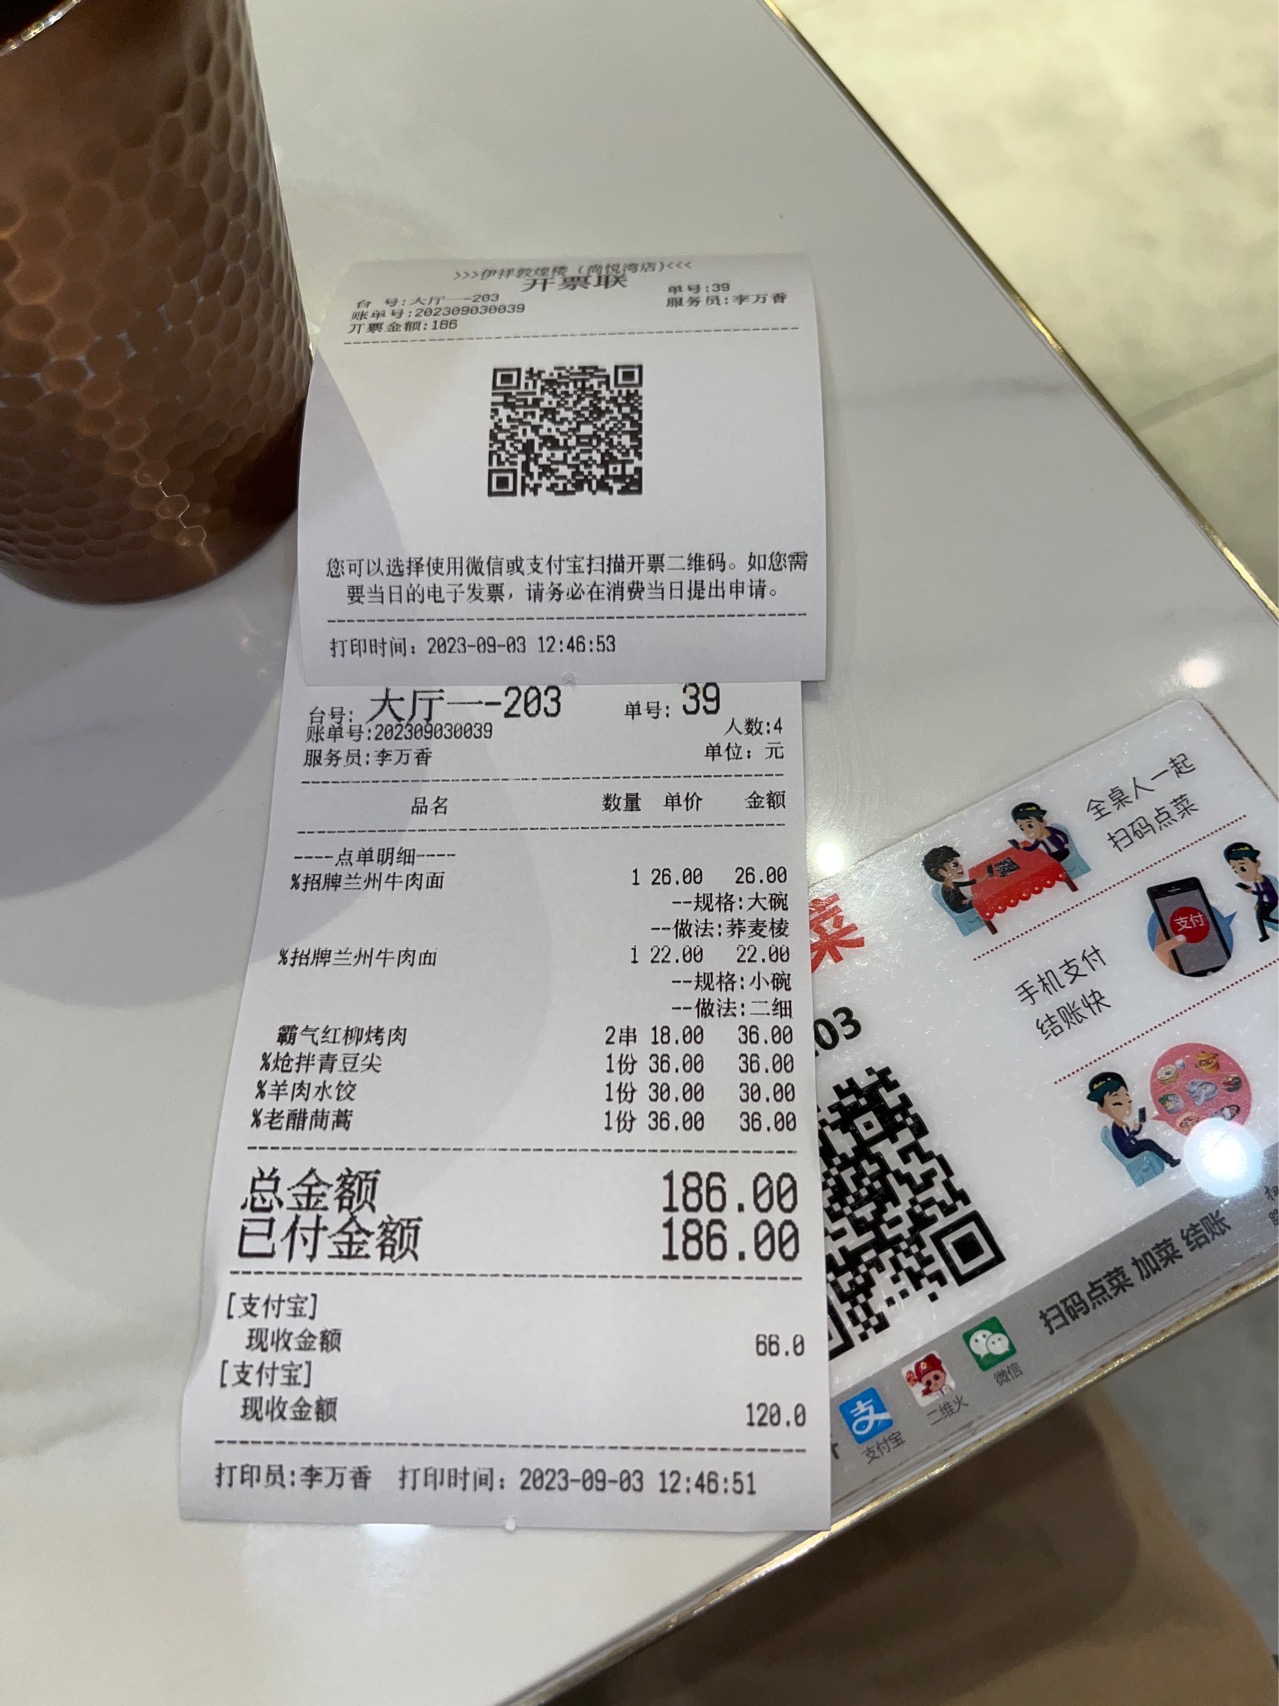 >>>伊祥敦煌楼（尚悦湾店)<<<
开票联
台 号:大厅一-203 单号:39
账单号:202309030039 服务员:李万香
开票金额:186
您可以选择使用微信或支付宝扫描开票二维码。如您需
要当日的电子发票，请务必在消费当日提出申请。
打印时间：2023-09-03 12:46:53
台号: 大厅一-203 单号: 39
账单号:202309030039 人数:4
服务员:李万香 单位：元
品名 数量 单价 金额
----点单明细----
%招牌兰州牛肉面 1 26.00 26.00
--规格:大碗
--做法:荞麦棱
%招牌兰州牛肉面 1 22.00 22.00
--规格:小碗
--做法:二细
霸气红柳烤肉 2串 18.00 36.00
%炝拌青豆尖 1份 36.00 36.00
%羊肉水饺 1份 30.00 30.00
%老醋茼蒿 1份 36.00 36.00
总金额 186.00
已付金额 186.00
[支付宝]
现收金额 66.0
[支付宝]
现收金额 120.0
打印员:李万香 打印时间：2023-09-03 12:46:51
全桌人一起
扫码点菜
菜
支付
手机支付
结账快
03
扫码点菜 加菜 结账
支付宝
二维火
微信